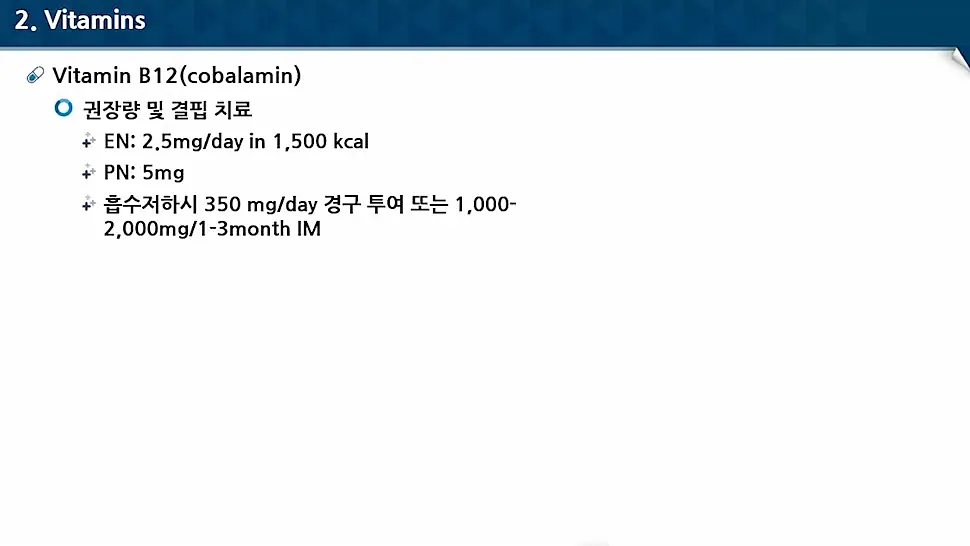 2. Vitamins
Vitamin B12(cobalamin)
권장량 및 결핍 치료
EN: 2.5mg/day in 1,500 kcal
PN: 5mg
흡수저하시 350 mg/day 경구 투여 또는 1,000-
2,000mg/1-3month IM